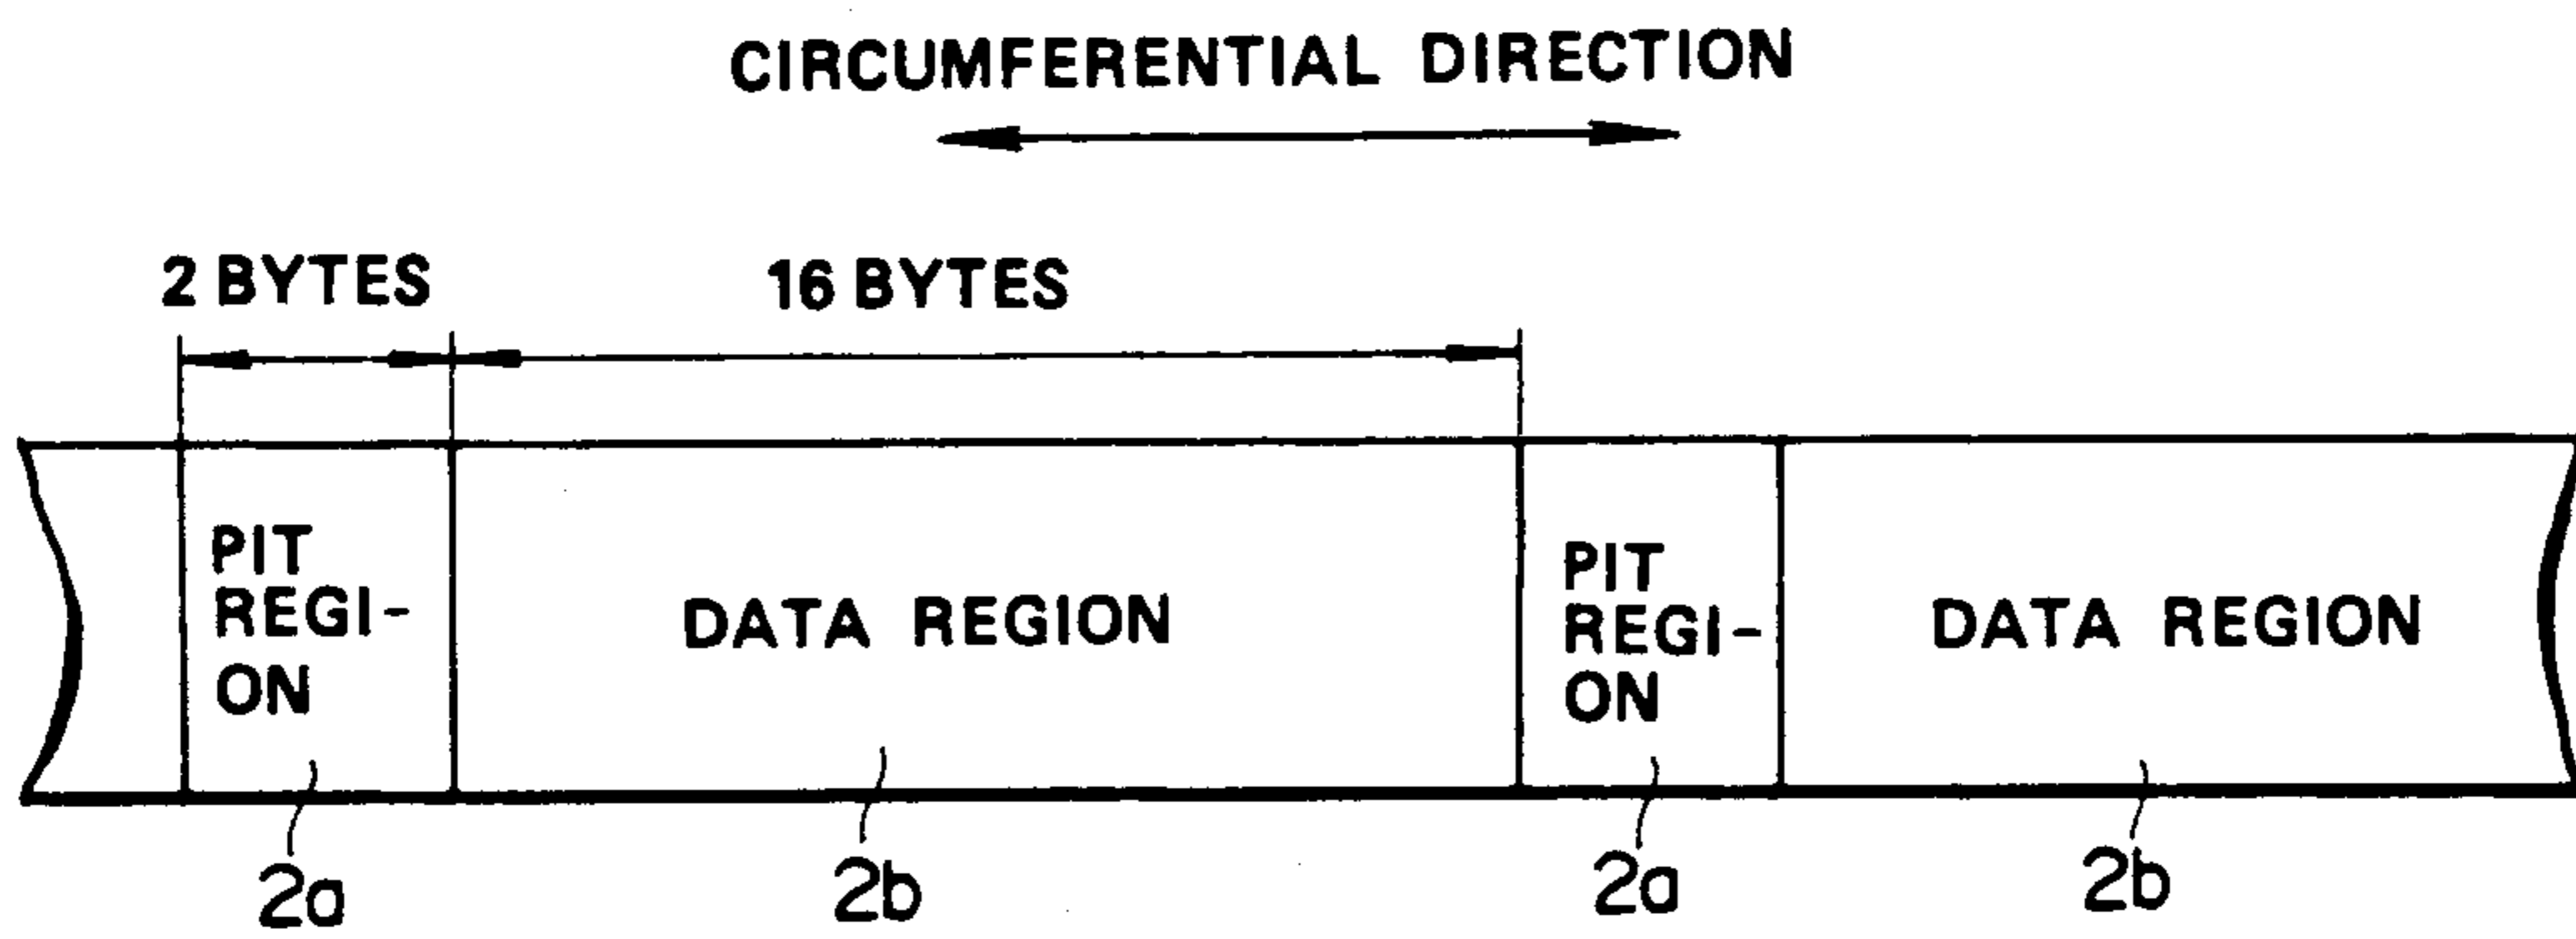 CIRCUMFERENTIAL DIRECTION
2 BYTES
16 BYTES
PIT
REGI-
ON
DATA REGION
PIT
REGI-
ON
DATA REGION
2a
2b
2a
2b